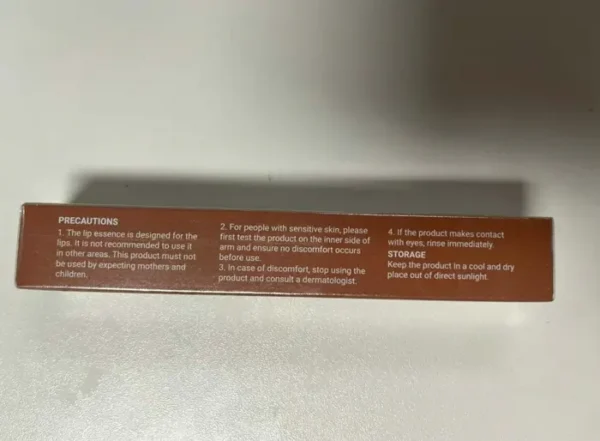 PRECAUTIONS
1. The lip essence is designed for the
lips. It is not recommended to use it
in other areas. This product must not
be used by expecting mothers and
children.
2. For people with sensitive skin, please
first test the product on the inner side of
arm and ensure no discomfort occurs
before use.
3. In case of discomfort, stop using the
product and consult a dermatologist.
4. If the product makes contact
with eyes, rinse immediately.
STORAGE
Keep the product in a cool and dry
place out of direct sunlight.